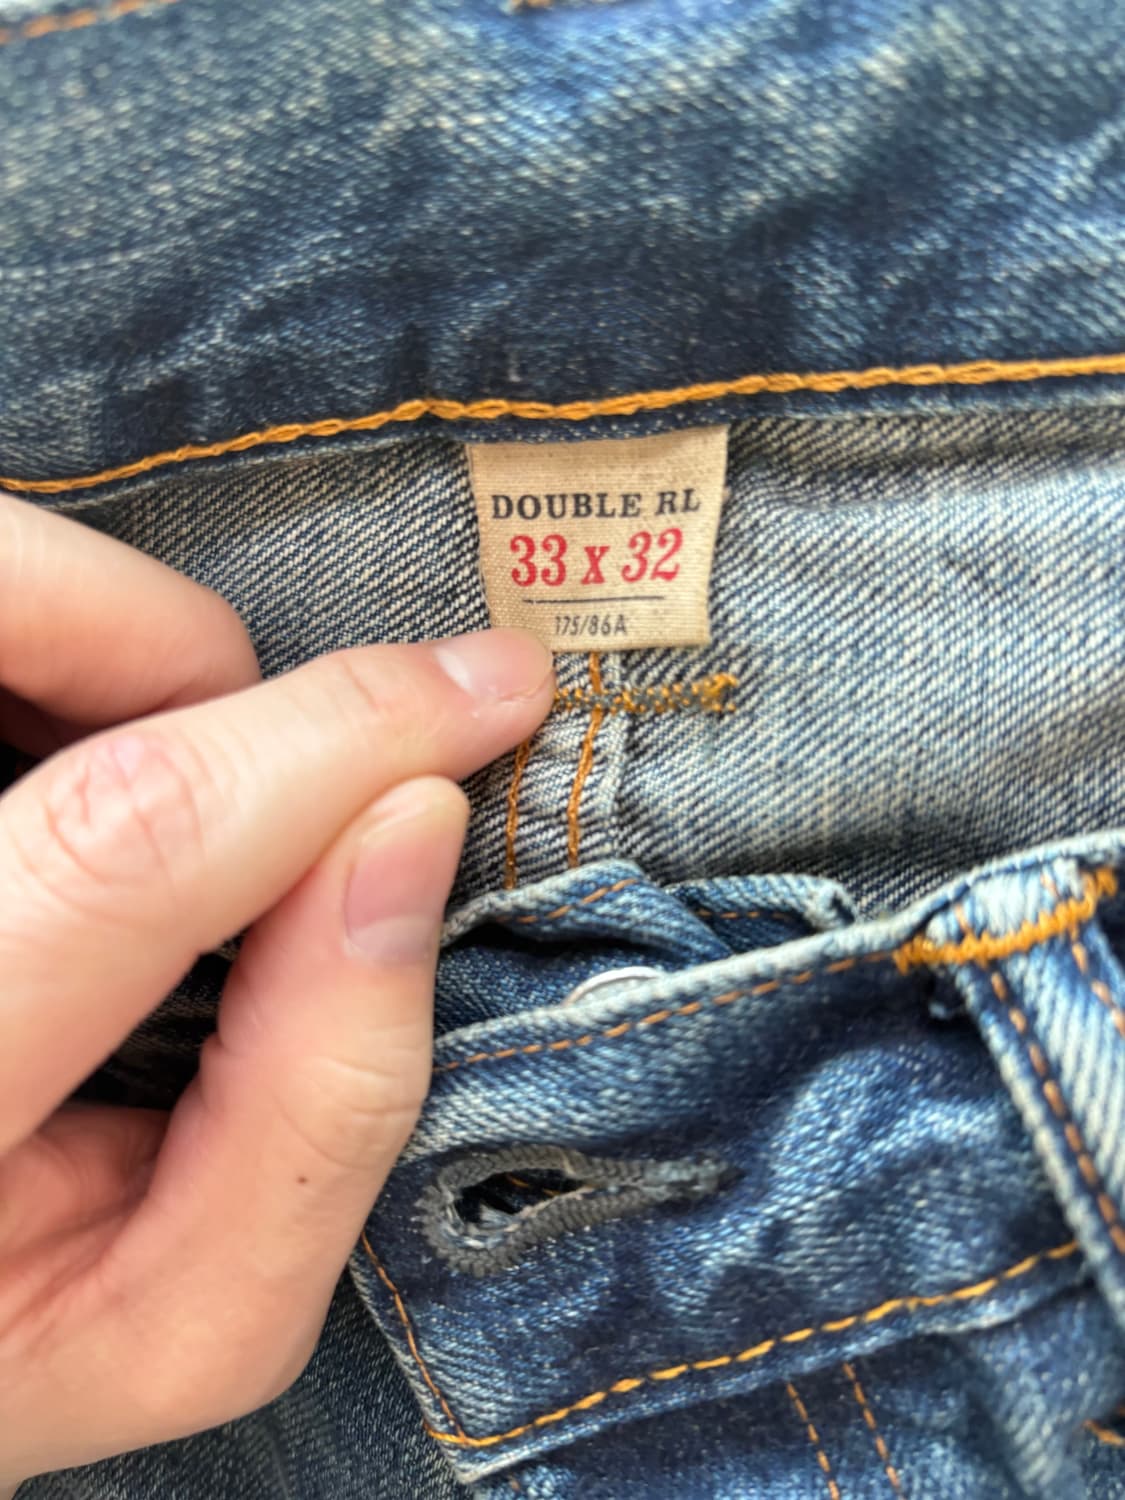 DOUBLE RL
33 x 32
175/86A